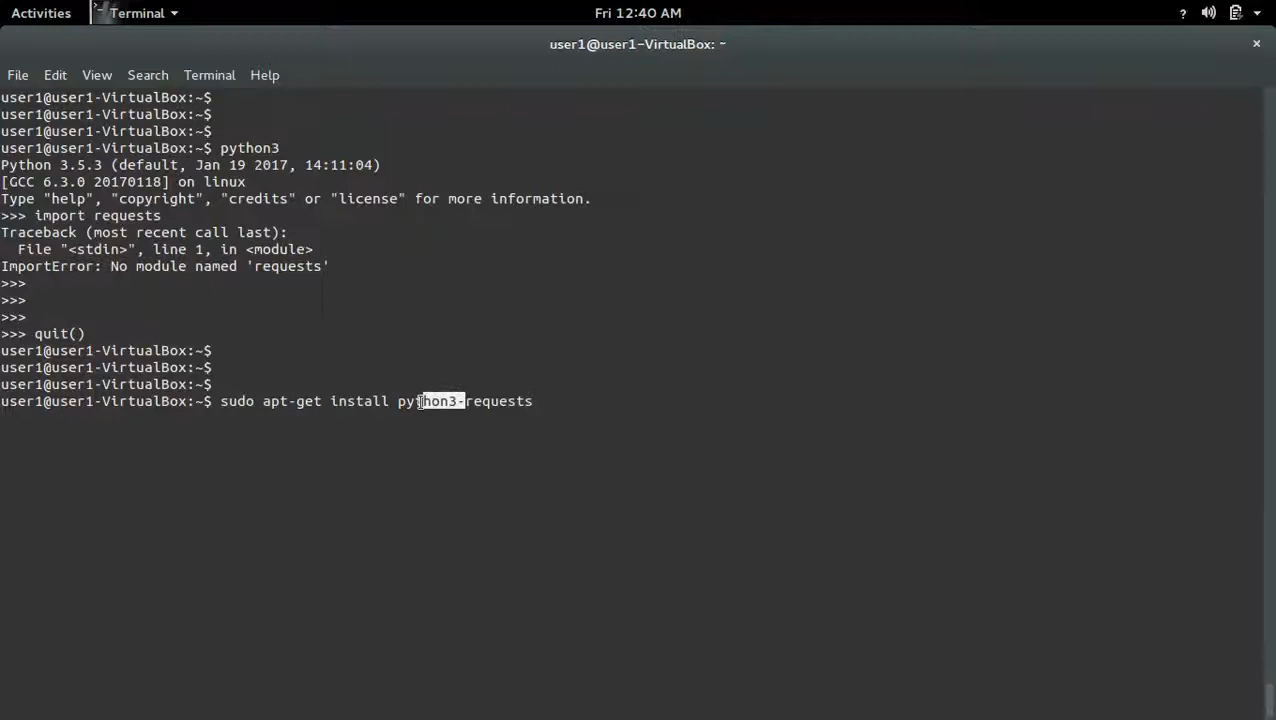 Activities
Terminal
Fri 12:40 AM
?
user1@user1-VirtualBox: ~
×
File Edit View Search Terminal Help
user1@user1-VirtualBox:~$
user1@user1-VirtualBox:~$
user1@user1-VirtualBox:~$
user1@user1-VirtualBox:~$ python3
Python 3.5.3 (default, Jan 19 2017, 14:11:04)
[GCC 6.3.0 20170118] on linux
Type "help", "copyright", "credits" or "license" for more information.
>>> import requests
Traceback (most recent call last):
  File "<stdin>", line 1, in <module>
ImportError: No module named 'requests'
>>>
>>>
>>>
>>> quit()
user1@user1-VirtualBox:~$
user1@user1-VirtualBox:~$
user1@user1-VirtualBox:~$
user1@user1-VirtualBox:~$ sudo apt-get install python3-requests